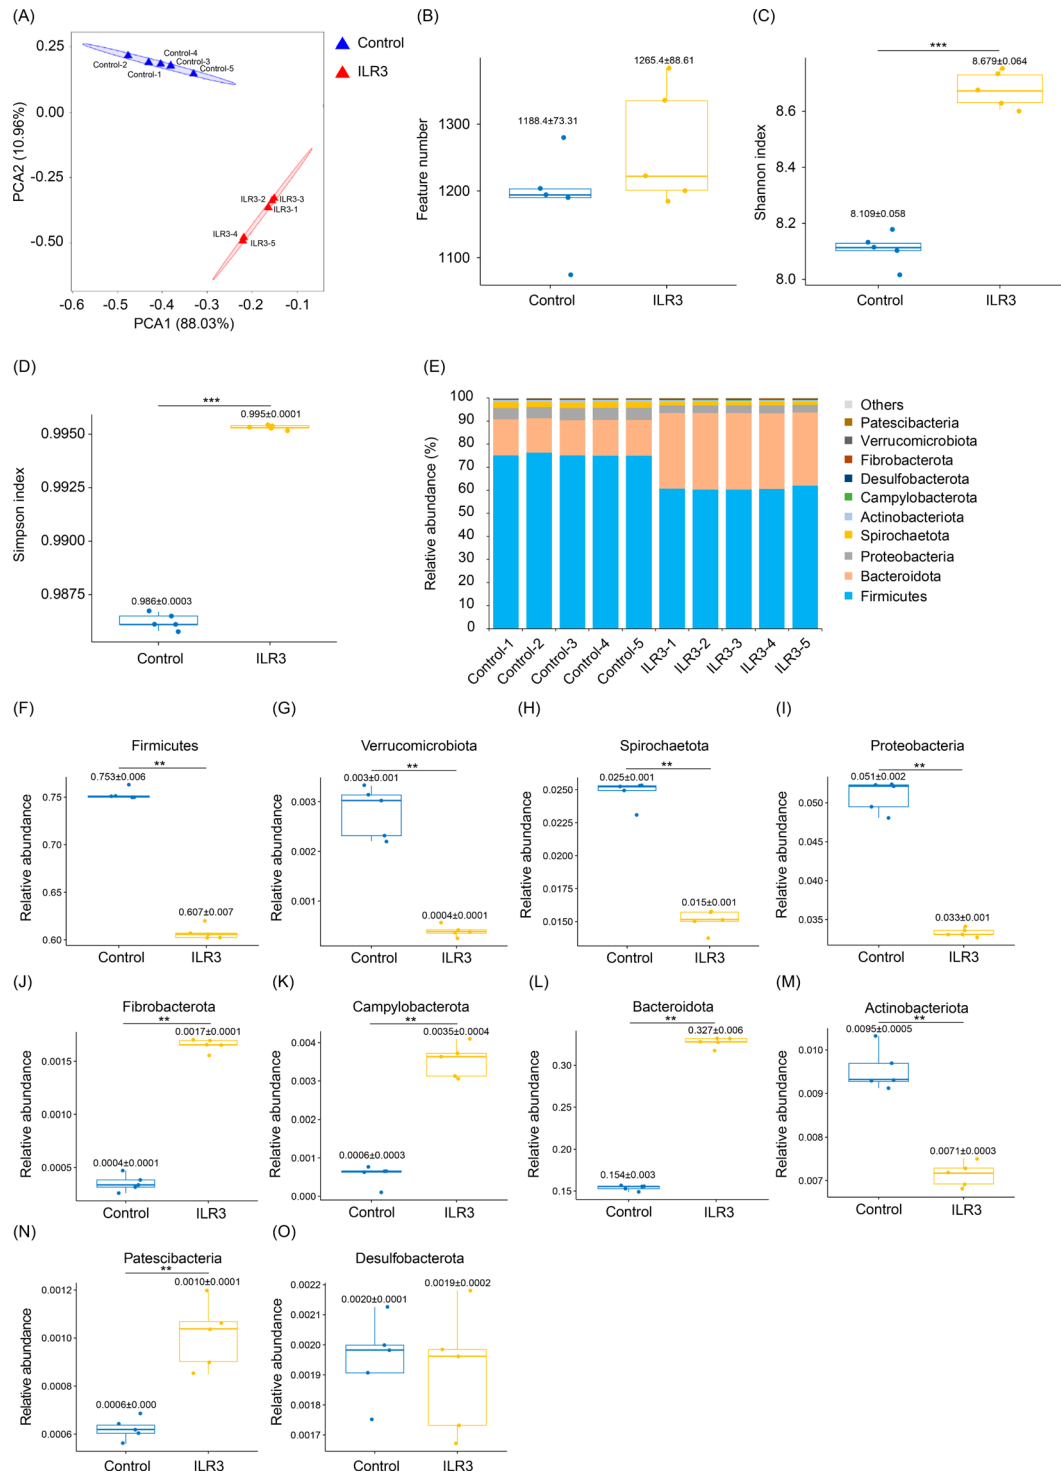 (A)
0.25
0.00
-0.25
-0.50
PCA2 (10.96%)
-0.6
-0.5
-0.4
-0.3
-0.2
-0.1
PCA1 (88.03%)
Control-4
Control-3
Control-2
Control-1
Control-5
ILR3-2
ILR3-3
ILR3-1
ILR3-4
ILR3-5
Control
ILR3
(B)
Feature number
1300
1200
1100
1188.4±73.31
1265.4±88.61
Control
ILR3
(C)
Shannon index
8.6
8.4
8.2
8.0
***
8.679±0.064
8.109±0.058
Control
ILR3
(D)
Simpson index
0.9950
0.9925
0.9900
0.9875
***
0.995±0.0001
0.986±0.0003
Control
ILR3
(E)
Relative abundance (%)
100
90
80
70
60
50
40
30
20
10
0
Control-1
Control-2
Control-3
Control-4
Control-5
ILR3-1
ILR3-2
ILR3-3
ILR3-4
ILR3-5
Others
Patescibacteria
Verrucomicrobiota
Fibrobacterota
Desulfobacterota
Campylobacterota
Actinobacteriota
Spirochaetota
Proteobacteria
Bacteroidota
Firmicutes
(F)
Firmicutes
**
0.753±0.006
0.607±0.007
Relative abundance
0.75
0.70
0.65
0.60
Control
ILR3
(G)
Verrucomicrobiota
**
0.003±0.001
0.0004±0.0001
Relative abundance
0.003
0.002
0.001
Control
ILR3
(H)
Spirochaetota
**
0.025±0.001
0.015±0.001
Relative abundance
0.0250
0.0225
0.0200
0.0175
0.0150
Control
ILR3
(I)
Proteobacteria
**
0.051±0.002
0.033±0.001
Relative abundance
0.050
0.045
0.040
0.035
Control
ILR3
(J)
Fibrobacterota
**
0.0017±0.0001
0.0004±0.0001
Relative abundance
0.0015
0.0010
0.0005
Control
ILR3
(K)
Campylobacterota
**
0.0035±0.0004
0.0006±0.0003
Relative abundance
0.004
0.003
0.002
0.001
0.000
Control
ILR3
(L)
Bacteroidota
**
0.327±0.006
0.154±0.003
Relative abundance
0.30
0.25
0.20
0.15
Control
ILR3
(M)
Actinobacteriota
**
0.0095±0.0005
0.0071±0.0003
Relative abundance
0.010
0.009
0.008
0.007
Control
ILR3
(N)
Patescibacteria
**
0.0010±0.0001
0.0006±0.000
Relative abundance
0.0012
0.0010
0.0008
0.0006
Control
ILR3
(O)
Desulfobacterota
0.0020±0.0001
0.0019±0.0002
Relative abundance
0.0022
0.0021
0.0020
0.0019
0.0018
0.0017
Control
ILR3